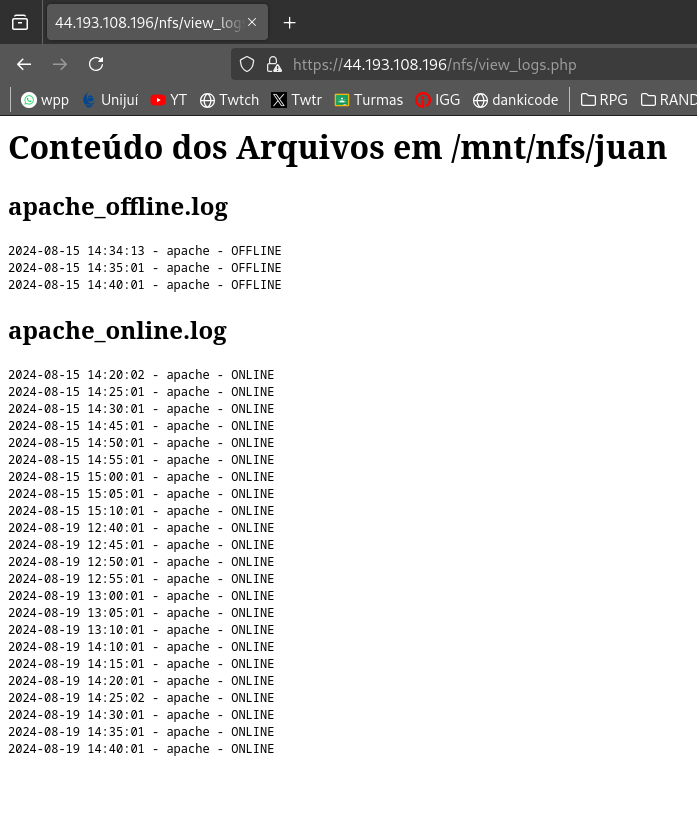 44.193.108.196/nfs/view_log
https://44.193.108.196/nfs/view_logs.php
wpp Unijuí YT Twtch Twtr Turmas IGG dankicode RPG RAND
Conteúdo dos Arquivos em /mnt/nfs/juan
apache_offline.log
2024-08-15 14:34:13 - apache - OFFLINE
2024-08-15 14:35:01 - apache - OFFLINE
2024-08-15 14:40:01 - apache - OFFLINE
apache_online.log
2024-08-15 14:20:02 - apache - ONLINE
2024-08-15 14:25:01 - apache - ONLINE
2024-08-15 14:30:01 - apache - ONLINE
2024-08-15 14:45:01 - apache - ONLINE
2024-08-15 14:50:01 - apache - ONLINE
2024-08-15 14:55:01 - apache - ONLINE
2024-08-15 15:00:01 - apache - ONLINE
2024-08-15 15:05:01 - apache - ONLINE
2024-08-15 15:10:01 - apache - ONLINE
2024-08-19 12:40:01 - apache - ONLINE
2024-08-19 12:45:01 - apache - ONLINE
2024-08-19 12:50:01 - apache - ONLINE
2024-08-19 12:55:01 - apache - ONLINE
2024-08-19 13:00:01 - apache - ONLINE
2024-08-19 13:05:01 - apache - ONLINE
2024-08-19 13:10:01 - apache - ONLINE
2024-08-19 14:10:01 - apache - ONLINE
2024-08-19 14:15:01 - apache - ONLINE
2024-08-19 14:20:01 - apache - ONLINE
2024-08-19 14:25:02 - apache - ONLINE
2024-08-19 14:30:01 - apache - ONLINE
2024-08-19 14:35:01 - apache - ONLINE
2024-08-19 14:40:01 - apache - ONLINE